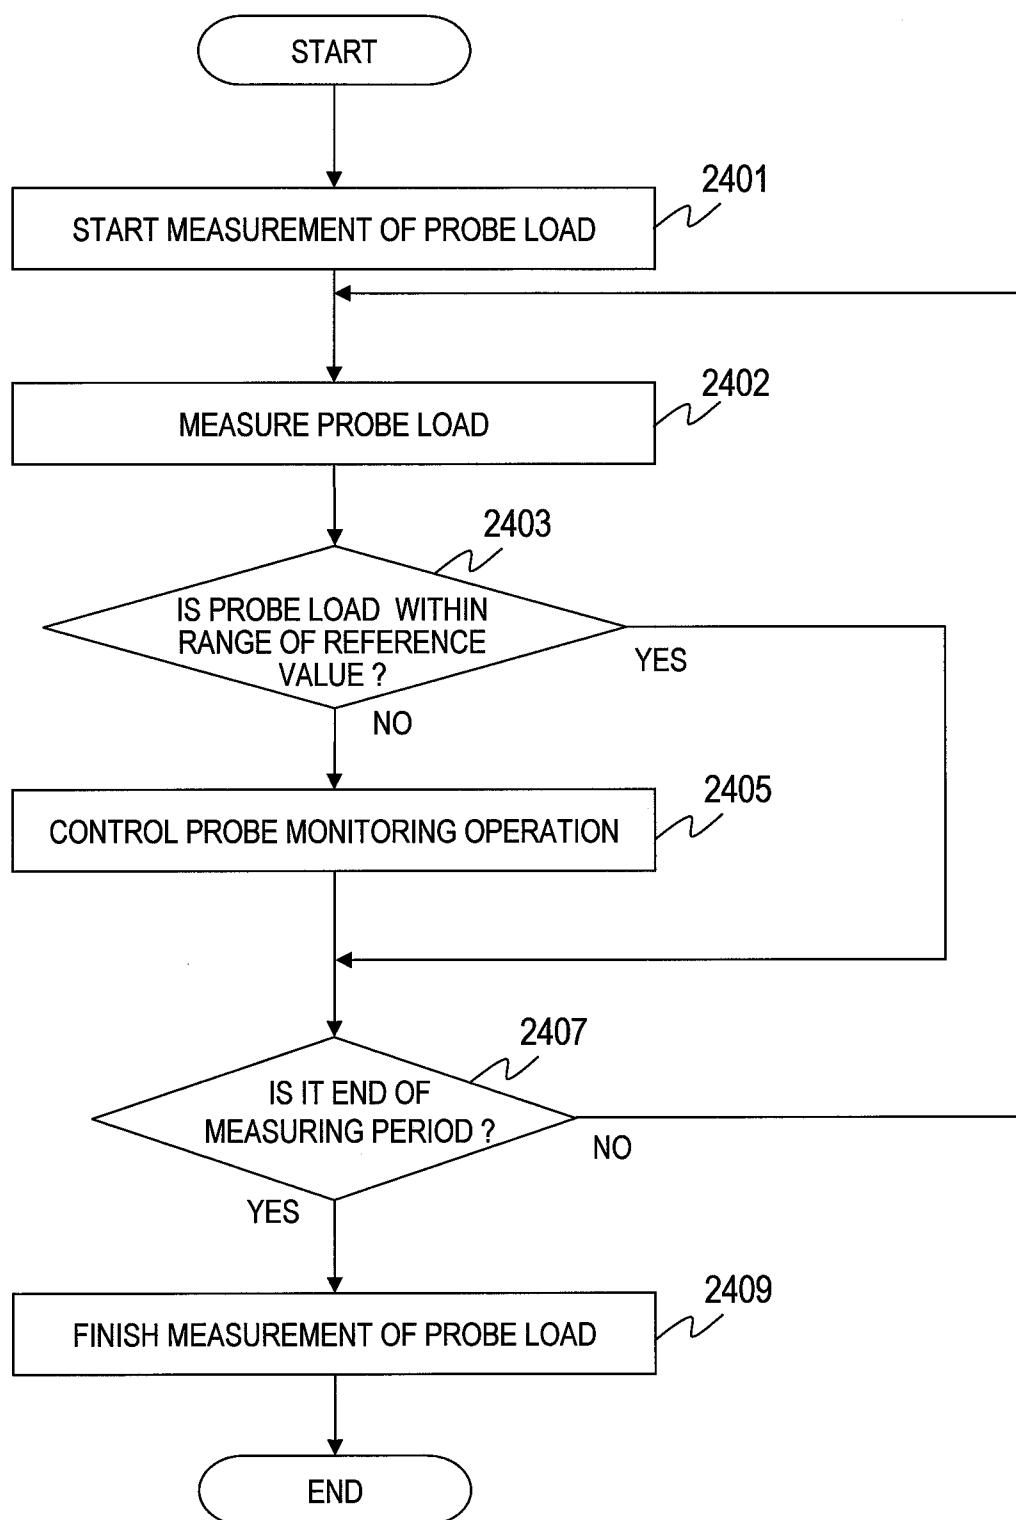 START
2401
START MEASUREMENT OF PROBE LOAD
2402
MEASURE PROBE LOAD
2403
IS PROBE LOAD WITHIN
RANGE OF REFERENCE
VALUE ?
YES
NO
2405
CONTROL PROBE MONITORING OPERATION
2407
IS IT END OF
MEASURING PERIOD ?
NO
YES
2409
FINISH MEASUREMENT OF PROBE LOAD
END